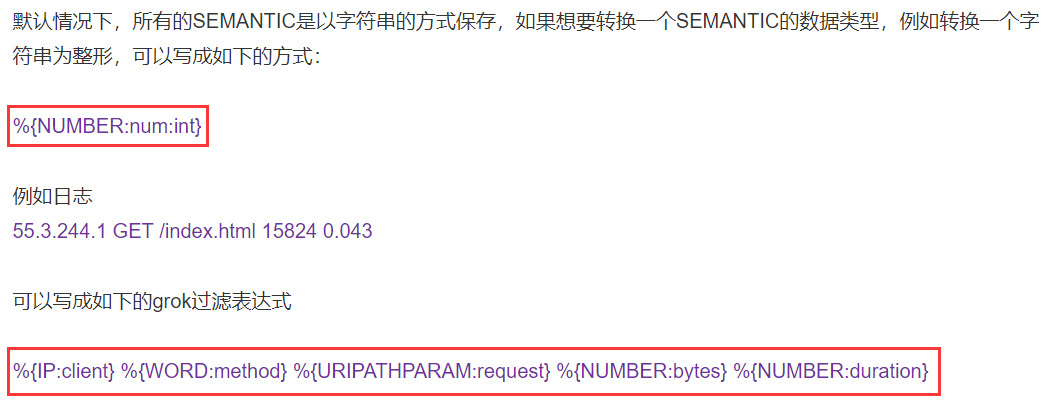 默认情况下，所有的SEMANTIC是以字符串的方式保存，如果想要转换一个SEMANTIC的数据类型，例如转换一个字
符串为整形，可以写成如下的方式：
%{NUMBER:num:int}
例如日志
55.3.244.1 GET /index.html 15824 0.043
可以写成如下的grok过滤表达式
%{IP:client} %{WORD:method} %{URIPATHPARAM:request} %{NUMBER:bytes} %{NUMBER:duration}